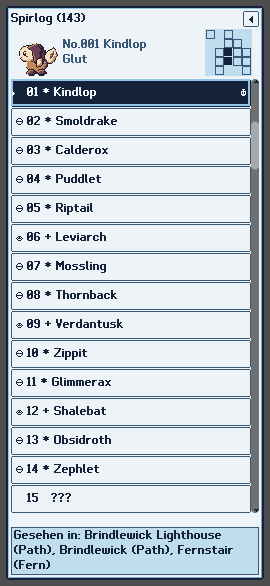 Spirlog (143)
No.001 Kindlop
Glut
01 * Kindlop
02 * Smoldrake
03 * Calderox
04 * Puddlet
05 * Riptail
06 + Leviarch
07 * Mossling
08 * Thornback
09 + Verdantusk
10 * Zippit
11 * Glimmerax
12 + Shalebat
13 * Obsidroth
14 * Zephlet
15 ???
Gesehen in: Brindlewick Lighthouse
(Path), Brindlewick (Path), Fernstair
(Fern)